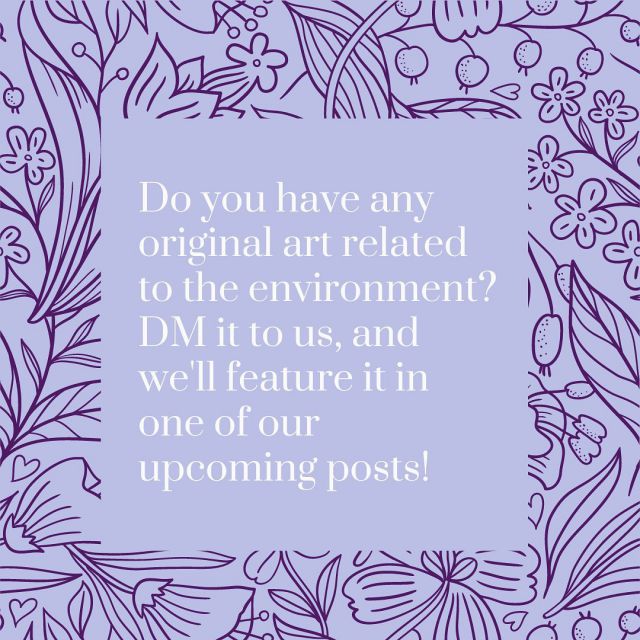 Do you have any
original art related
to the environment?
DM it to us, and
we'll feature it in
one of our
upcoming posts!